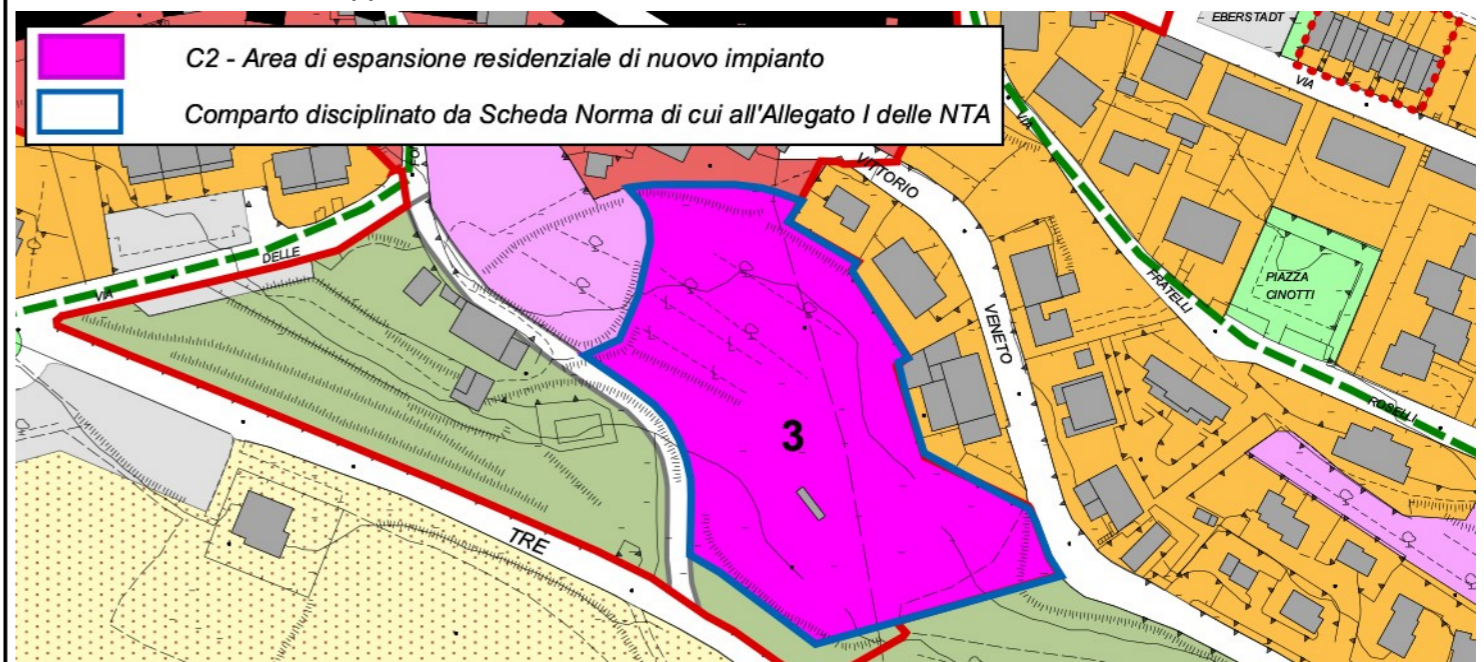 EBERSTADT
C2 - Area di espansione residenziale di nuovo impianto
Comparto disciplinato da Scheda Norma di cui all'Allegato I delle NTA
VIA
VIA
VITTORIO
VENETO
FRATELLI
ROSELLI
PIAZZA
CINOTTI
VIA
DELLE
TRE
3